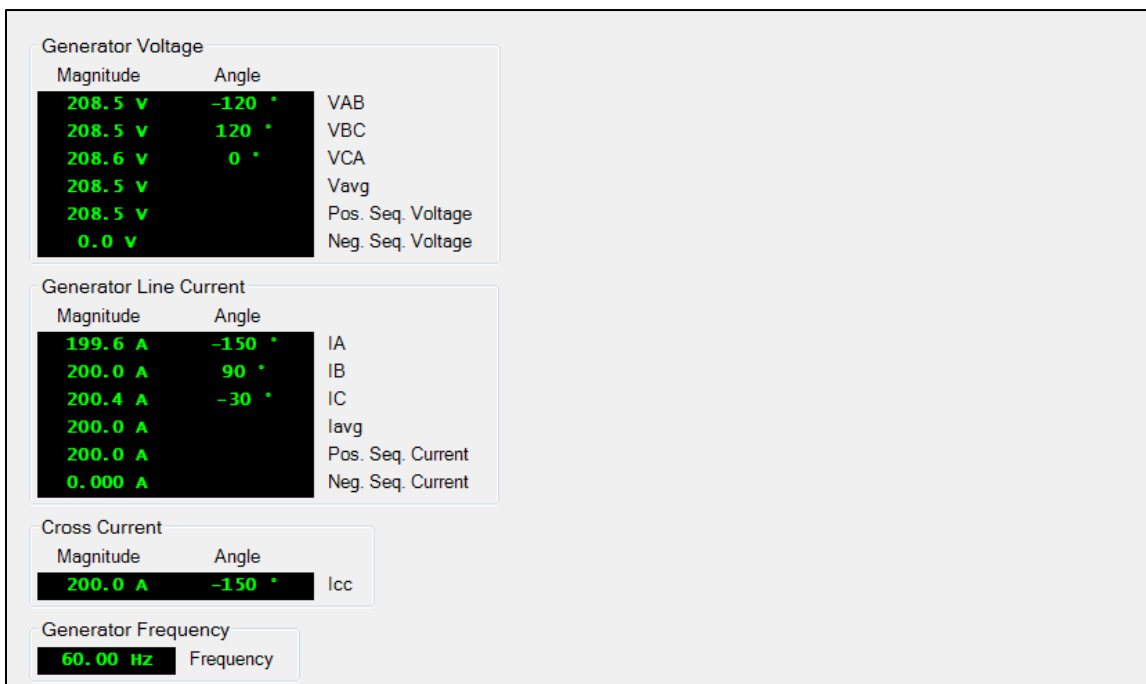 Generator Voltage
Magnitude Angle
208.5 V -120 ° VAB
208.5 V 120 ° VBC
208.6 V 0 ° VCA
208.5 V Vavg
208.5 V Pos. Seq. Voltage
0.0 V Neg. Seq. Voltage
Generator Line Current
Magnitude Angle
199.6 A -150 ° IA
200.0 A 90 ° IB
200.4 A -30 ° IC
200.0 A Iavg
200.0 A Pos. Seq. Current
0.000 A Neg. Seq. Current
Cross Current
Magnitude Angle
200.0 A -150 ° Icc
Generator Frequency
60.00 Hz Frequency